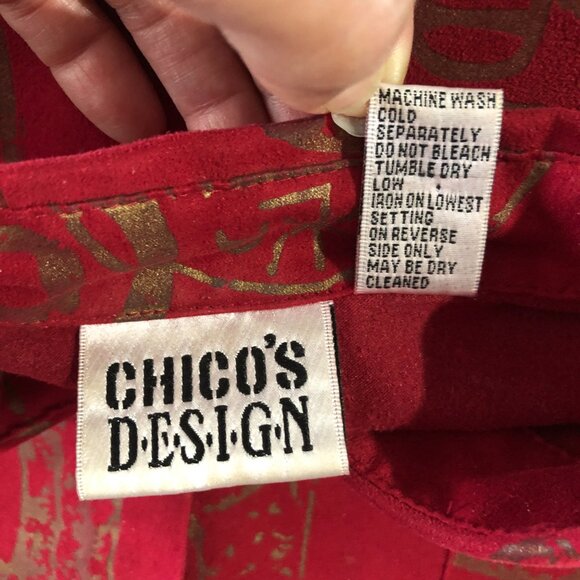 MACHINE WASH
COLD
SEPARATELY
DO NOT BLEACH
TUMBLE DRY
LOW
IRON ON LOWEST
SETTING
ON REVERSE
SIDE ONLY
MAY BE DRY
CLEANED
CHICO'S
D·E·S·I·G·N